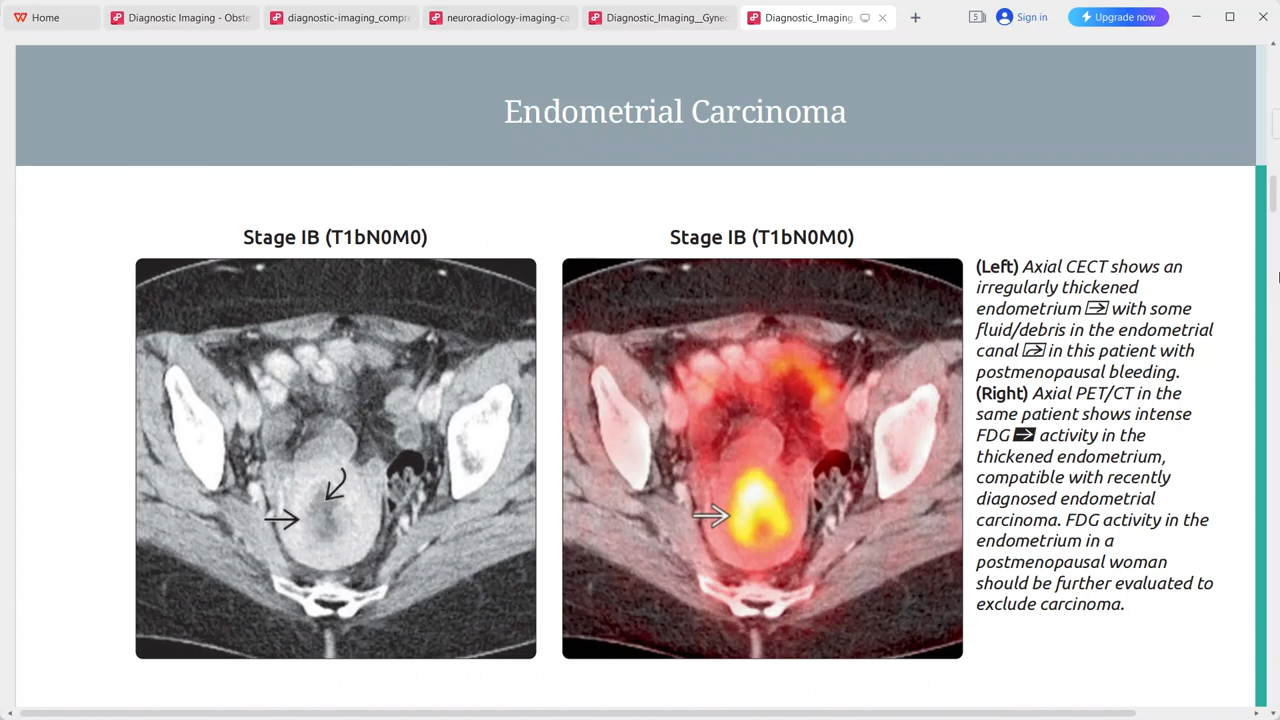 Home
Diagnostic Imaging - Obste
diagnostic-imaging_compr
neuroradiology-imaging-ca
Diagnostic_Imaging__Gynec
Diagnostic_Imaging_
5
Sign in
Upgrade now
Endometrial Carcinoma
Stage IB (T1bN0M0)
Stage IB (T1bN0M0)
(Left) Axial CECT shows an
irregularly thickened
endometrium with some
fluid/debris in the endometrial
canal in this patient with
postmenopausal bleeding.
(Right) Axial PET/CT in the
same patient shows intense
FDG activity in the
thickened endometrium,
compatible with recently
diagnosed endometrial
carcinoma. FDG activity in the
endometrium in a
postmenopausal woman
should be further evaluated to
exclude carcinoma.